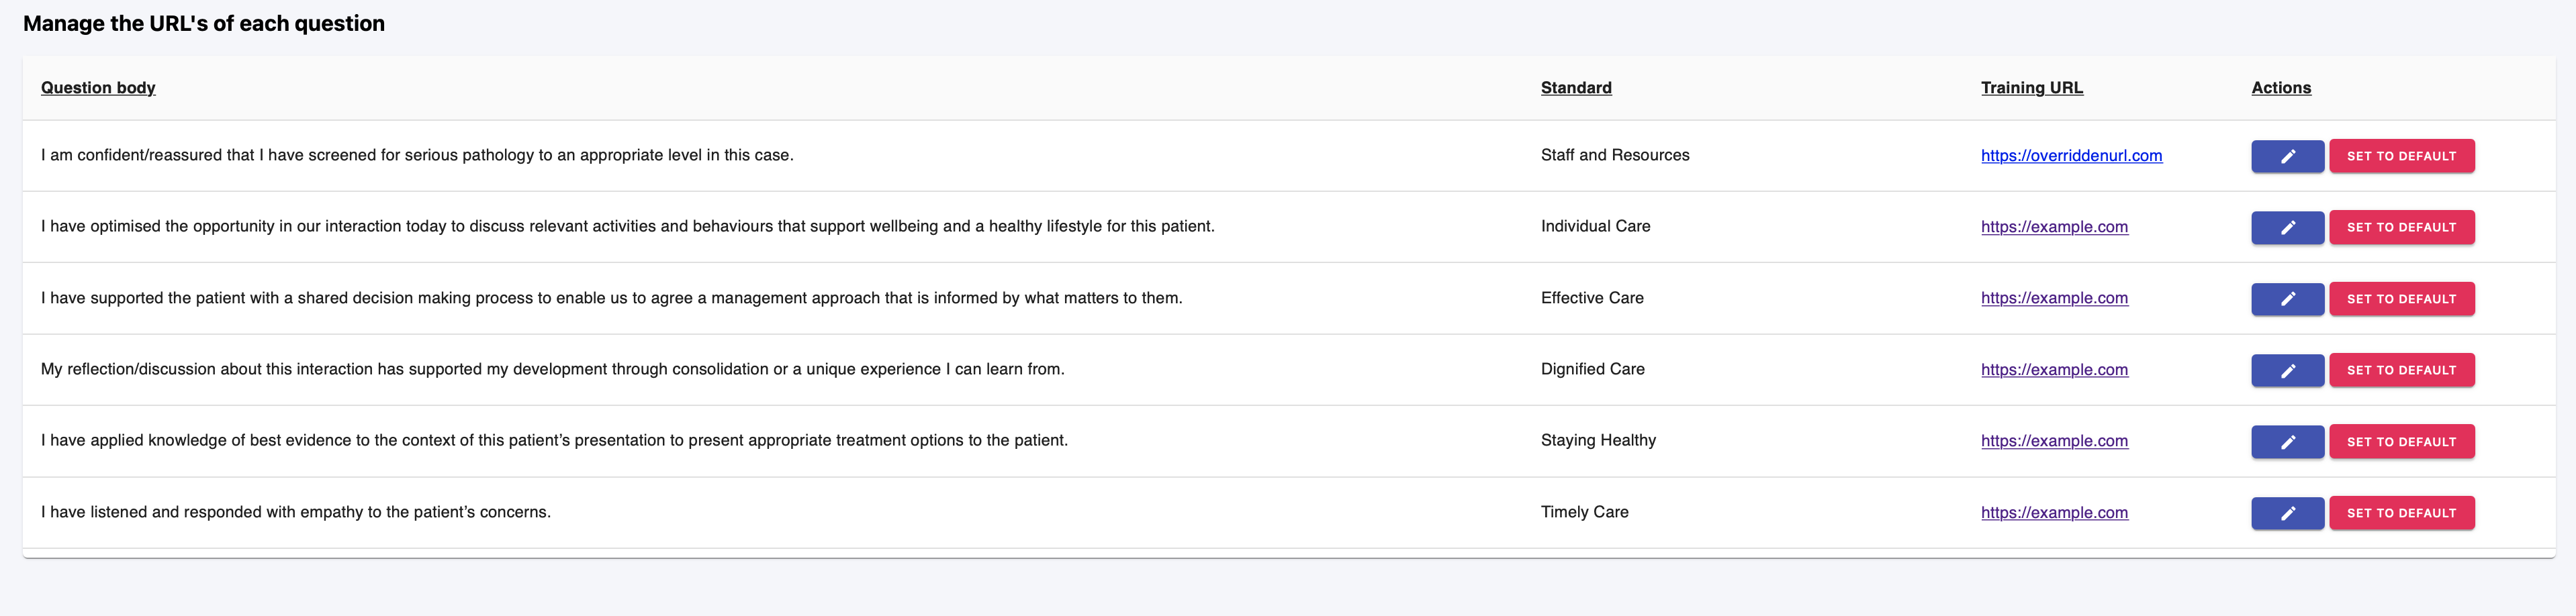 Manage the URL's of each question
Question body Standard Training URL Actions
I am confident/reassured that I have screened for serious pathology to an appropriate level in this case. Staff and Resources https://overriddenurl.com SET TO DEFAULT
I have optimised the opportunity in our interaction today to discuss relevant activities and behaviours that support wellbeing and a healthy lifestyle for this patient. Individual Care https://example.com SET TO DEFAULT
I have supported the patient with a shared decision making process to enable us to agree a management approach that is informed by what matters to them. Effective Care https://example.com SET TO DEFAULT
My reflection/discussion about this interaction has supported my development through consolidation or a unique experience I can learn from. Dignified Care https://example.com SET TO DEFAULT
I have applied knowledge of best evidence to the context of this patient’s presentation to present appropriate treatment options to the patient. Staying Healthy https://example.com SET TO DEFAULT
I have listened and responded with empathy to the patient’s concerns. Timely Care https://example.com SET TO DEFAULT